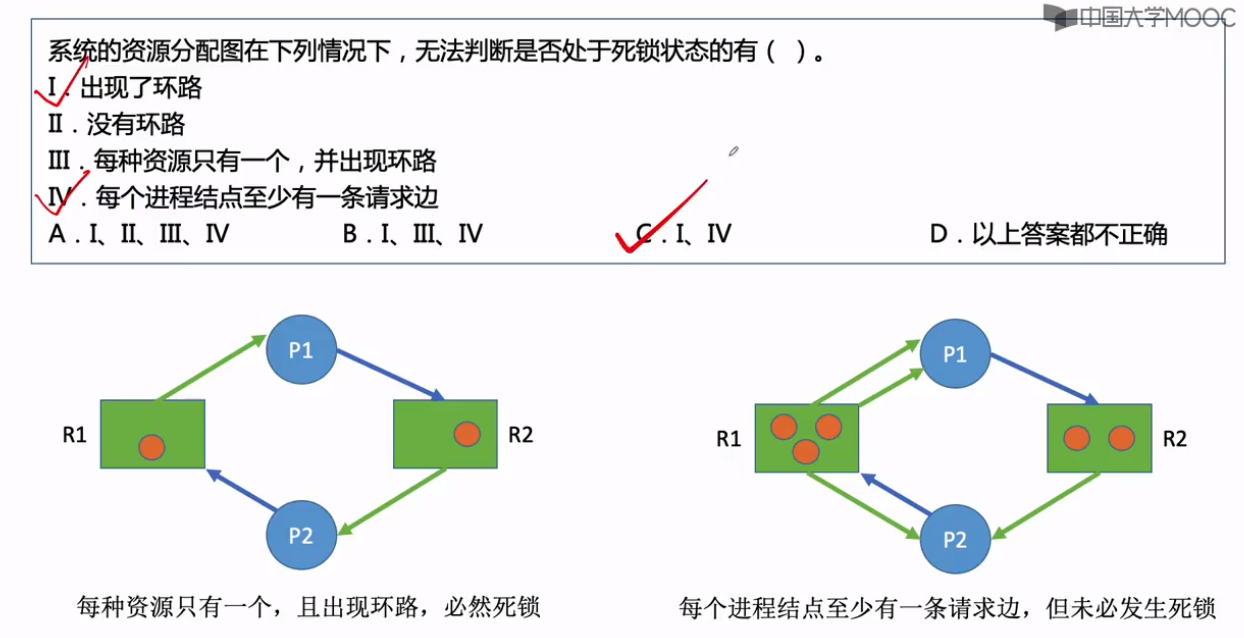 中国大学MOOC
系统的资源分配图在下列情况下，无法判断是否处于死锁状态的有（ ）。
I．出现了环路
II．没有环路
III．每种资源只有一个，并出现环路
IV．每个进程结点至少有一条请求边
A．I、II、III、IV B．I、III、IV C．I、IV D．以上答案都不正确
P1
R1
R2
P2
每种资源只有一个，且出现环路，必然死锁
P1
R1
R2
P2
每个进程结点至少有一条请求边，但未必发生死锁